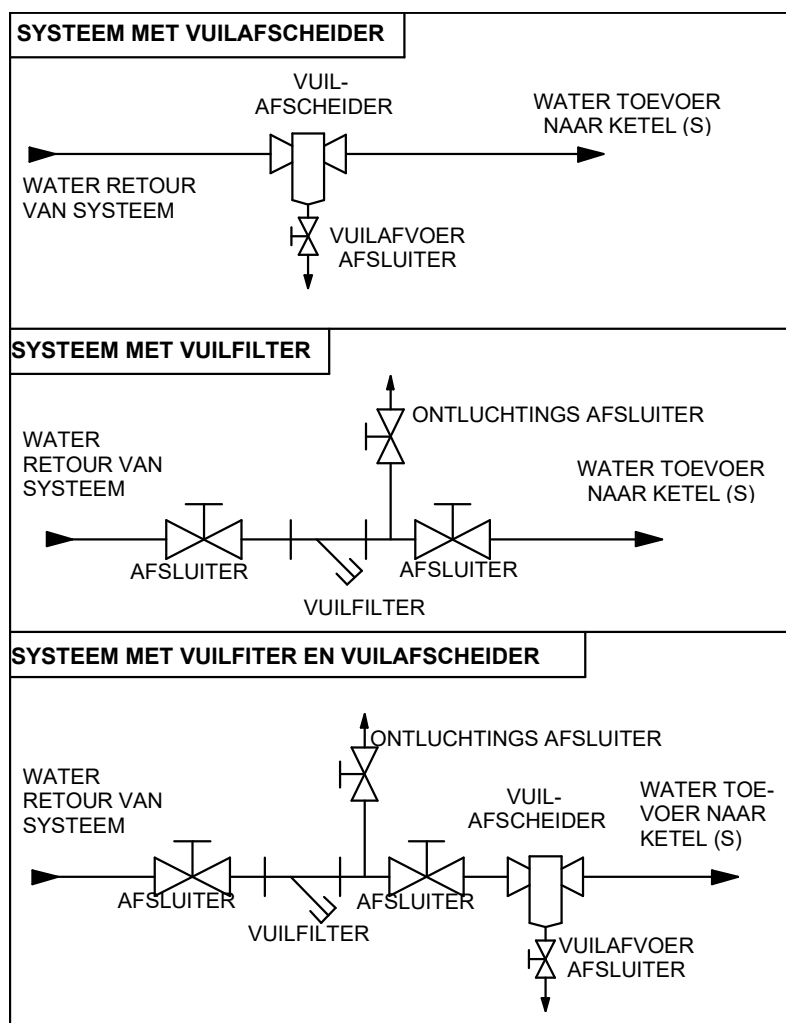 SYSTEEM MET VUILAFSCHEIDER
VUIL-
AFSCHEIDER
WATER TOEVOER
NAAR KETEL (S)
WATER RETOUR
VAN SYSTEEM
VUILAFVOER
AFSLUITER
SYSTEEM MET VUILFILTER
ONTLUCHTINGS AFSLUITER
WATER
RETOUR VAN
SYSTEEM
WATER TOEVOER
NAAR KETEL (S)
AFSLUITER
AFSLUITER
VUILFILTER
SYSTEEM MET VUILFITER EN VUILAFSCHEIDER
ONTLUCHTINGS AFSLUITER
WATER
RETOUR VAN
SYSTEEM
VUIL-
AFSCHEIDER
WATER TOE-
VOER NAAR
KETEL (S)
AFSLUITER
AFSLUITER
VUILFILTER
VUILAFVOER
AFSLUITER